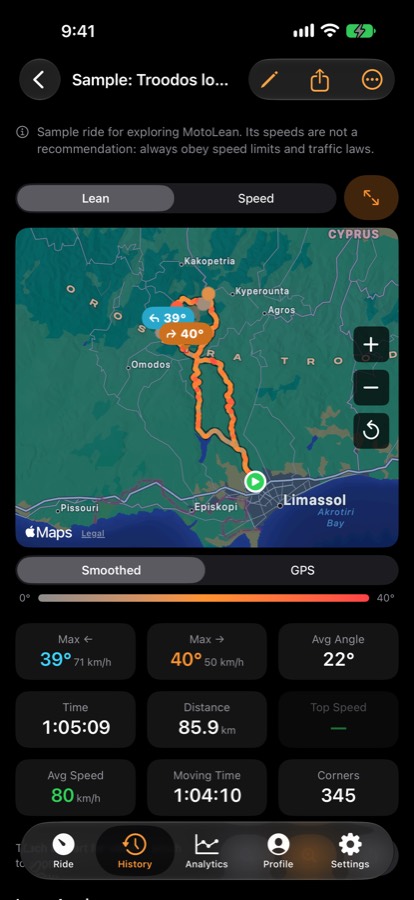 9:41
Sample: Troodos lo...
Sample ride for exploring MotoLean. Its speeds are not a
recommendation: always obey speed limits and traffic laws.
Lean
Speed
CYPRUS
Kakopetria
Kyperounta
Agros
39°
40°
Omodos
Limassol
Pissouri
Episkopi
Akrotiri
Bay
Maps
Legal
Smoothed
GPS
0°
40°
Max ←
39° 71 km/h
Max →
40° 50 km/h
Avg Angle
22°
Time
1:05:09
Distance
85.9 km
Top Speed
—
Avg Speed
80 km/h
Moving Time
1:04:10
Corners
345
Ride
History
Analytics
Profile
Settings